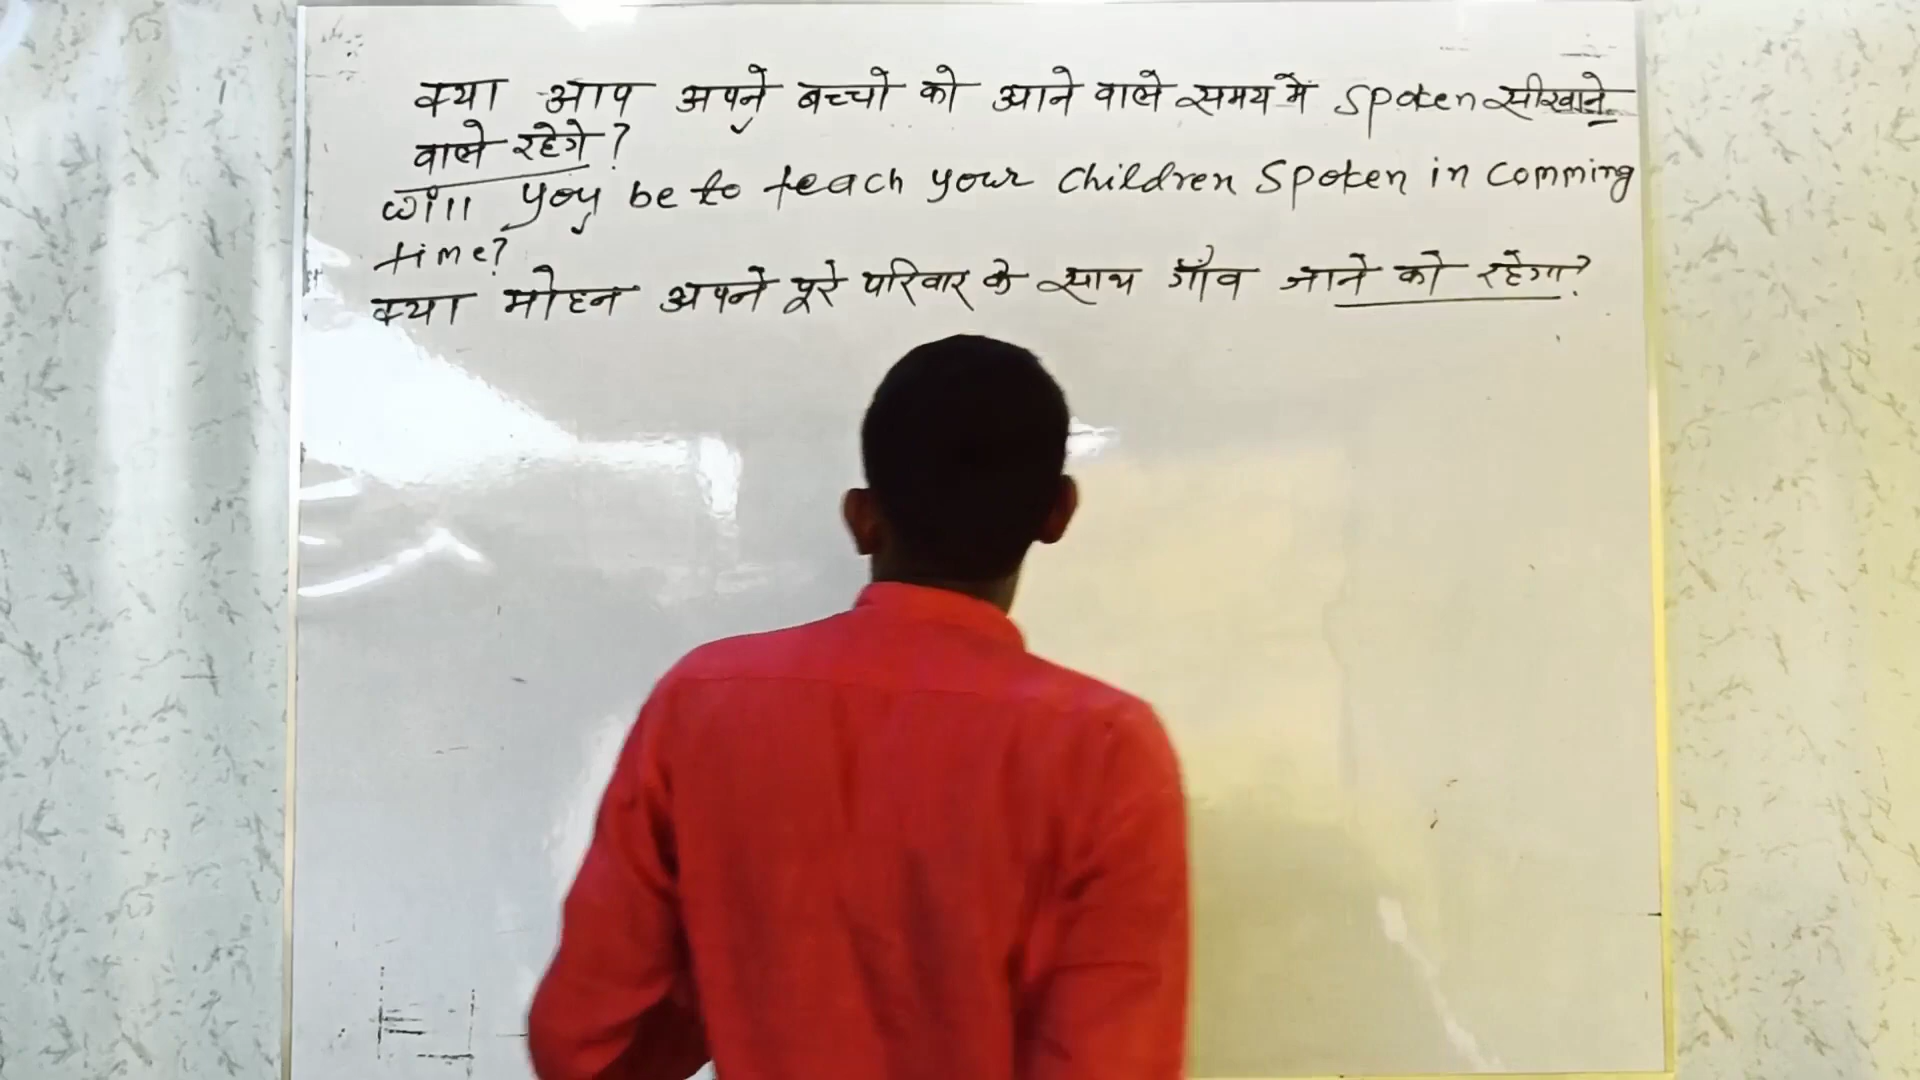 क्या आप अपने बच्चो को आने वाले समय मे Spoken सीखाने
वाले रहेगे?
will you be to teach your children Spoken in comming
time?
क्या मोहन अपने पूरे परिवार के साथ गाँव जाने को रहेगा?